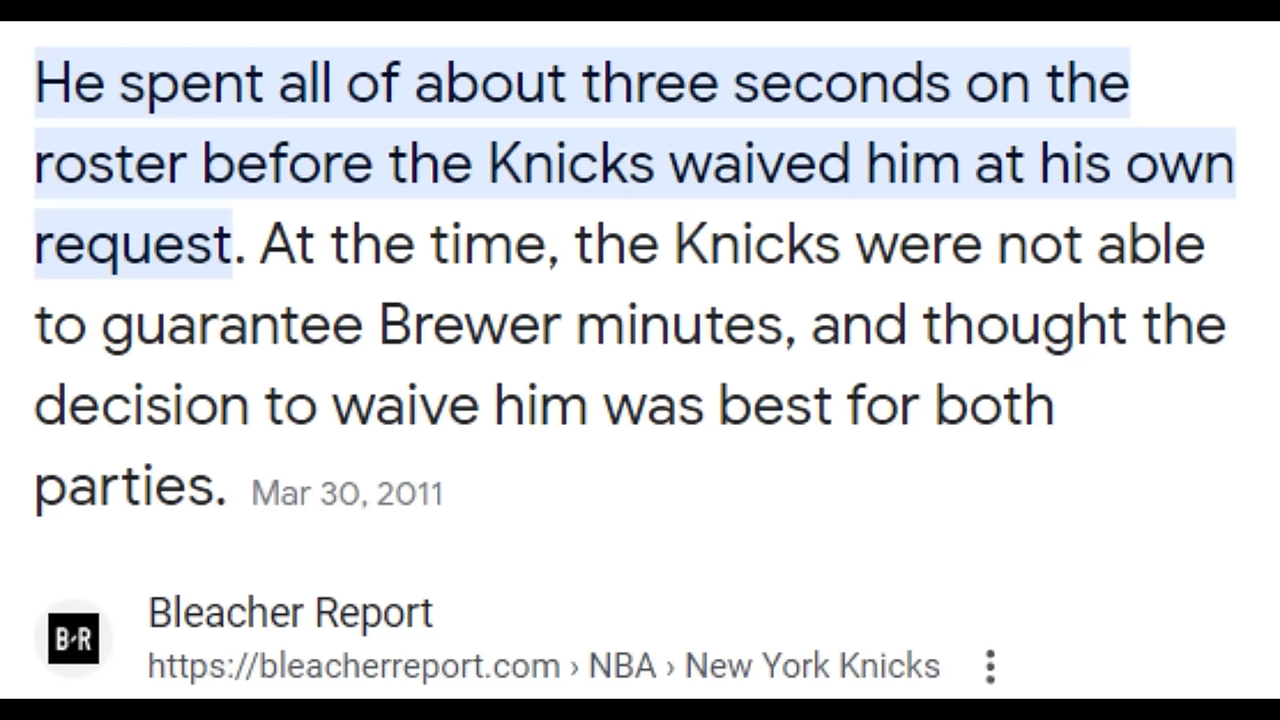 He spent all of about three seconds on the
roster before the Knicks waived him at his own
request. At the time, the Knicks were not able
to guarantee Brewer minutes, and thought the
decision to waive him was best for both
parties. Mar 30, 2011
B/R
Bleacher Report
https://bleacherreport.com › NBA › New York Knicks